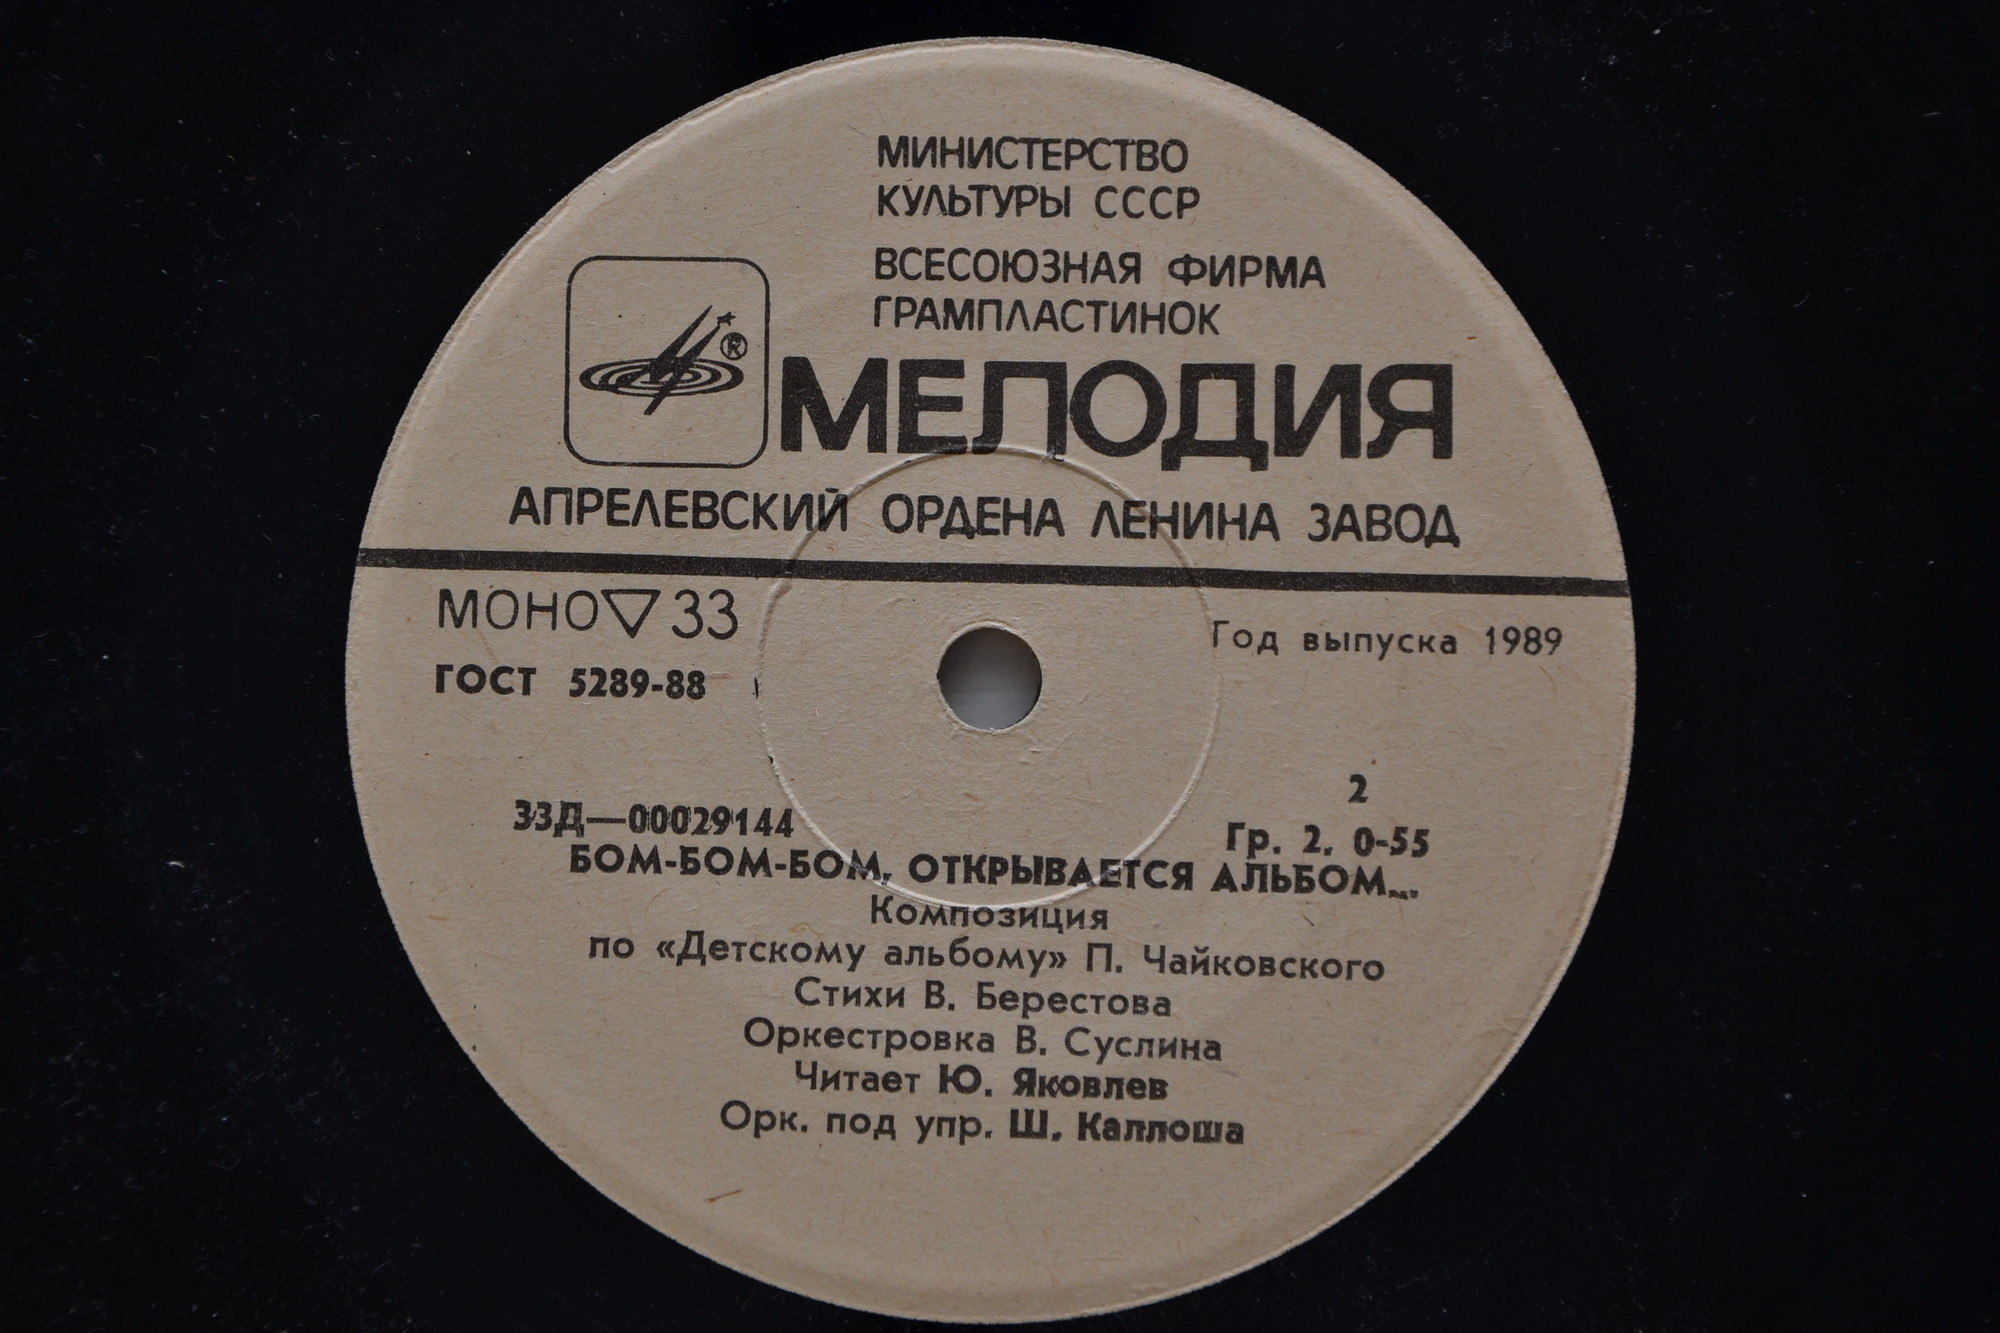 МИНИСТЕРСТВО
КУЛЬТУРЫ СССР
ВСЕСОЮЗНАЯ ФИРМА
ГРАМПЛАСТИНОК
®
МЕЛОДИЯ
АПРЕЛЕВСКИЙ ОРДЕНА ЛЕНИНА ЗАВОД
МОНО▽33
Год выпуска 1989
ГОСТ 5289-88
2
33Д—00029144
Гр. 2. 0-55
БОМ-БОМ-БОМ, ОТКРЫВАЕТСЯ АЛЬБОМ...
Композиция
по «Детскому альбому» П. Чайковского
Стихи В. Берестова
Оркестровка В. Суслина
Читает Ю. Яковлев
Орк. под упр. Ш. Каллоша